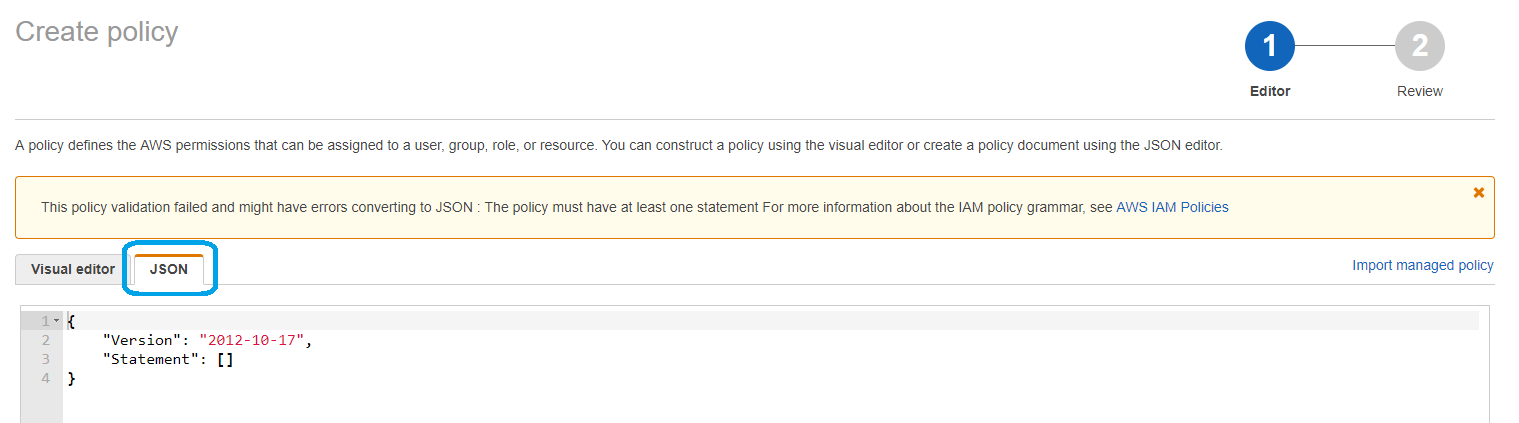 Create policy
1
2
Editor
Review
A policy defines the AWS permissions that can be assigned to a user, group, role, or resource. You can construct a policy using the visual editor or create a policy document using the JSON editor.
This policy validation failed and might have errors converting to JSON : The policy must have at least one statement For more information about the IAM policy grammar, see AWS IAM Policies
Visual editor
JSON
Import managed policy
1 {
2     "Version": "2012-10-17",
3     "Statement": []
4 }